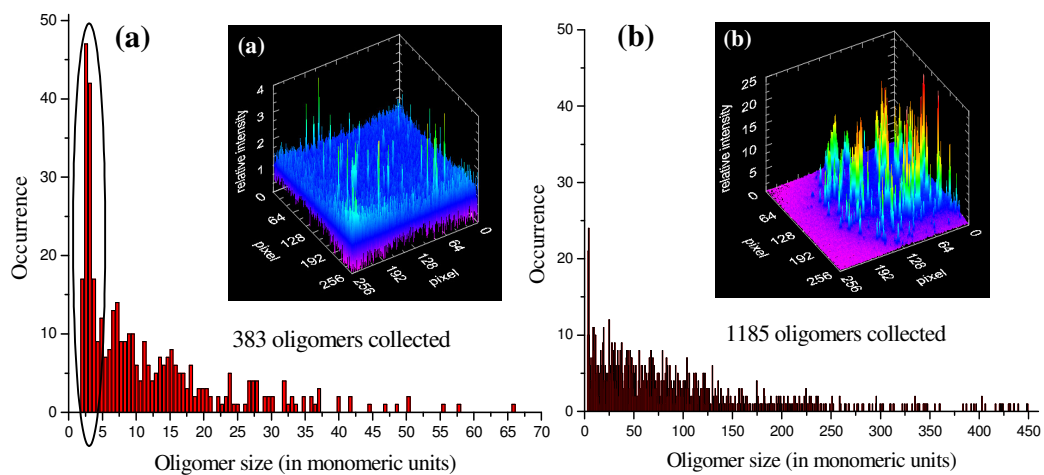 (a)
Occurrence
50
40
30
20
10
0
0 5 10 15 20 25 30 35 40 45 50 55 60 65 70
Oligomer size (in monomeric units)
383 oligomers collected
(a)
relative intensity
4
3
2
1
0
0
64
128
192
256
pixel
256
192
128
64
0
pixel
(b)
Occurrence
50
40
30
20
10
0
0 50 100 150 200 250 300 350 400 450
Oligomer size (in monomeric units)
1185 oligomers collected
(b)
relative intensity
25
20
15
10
5
0
0
64
128
192
256
pixel
256
192
128
64
0
pixel